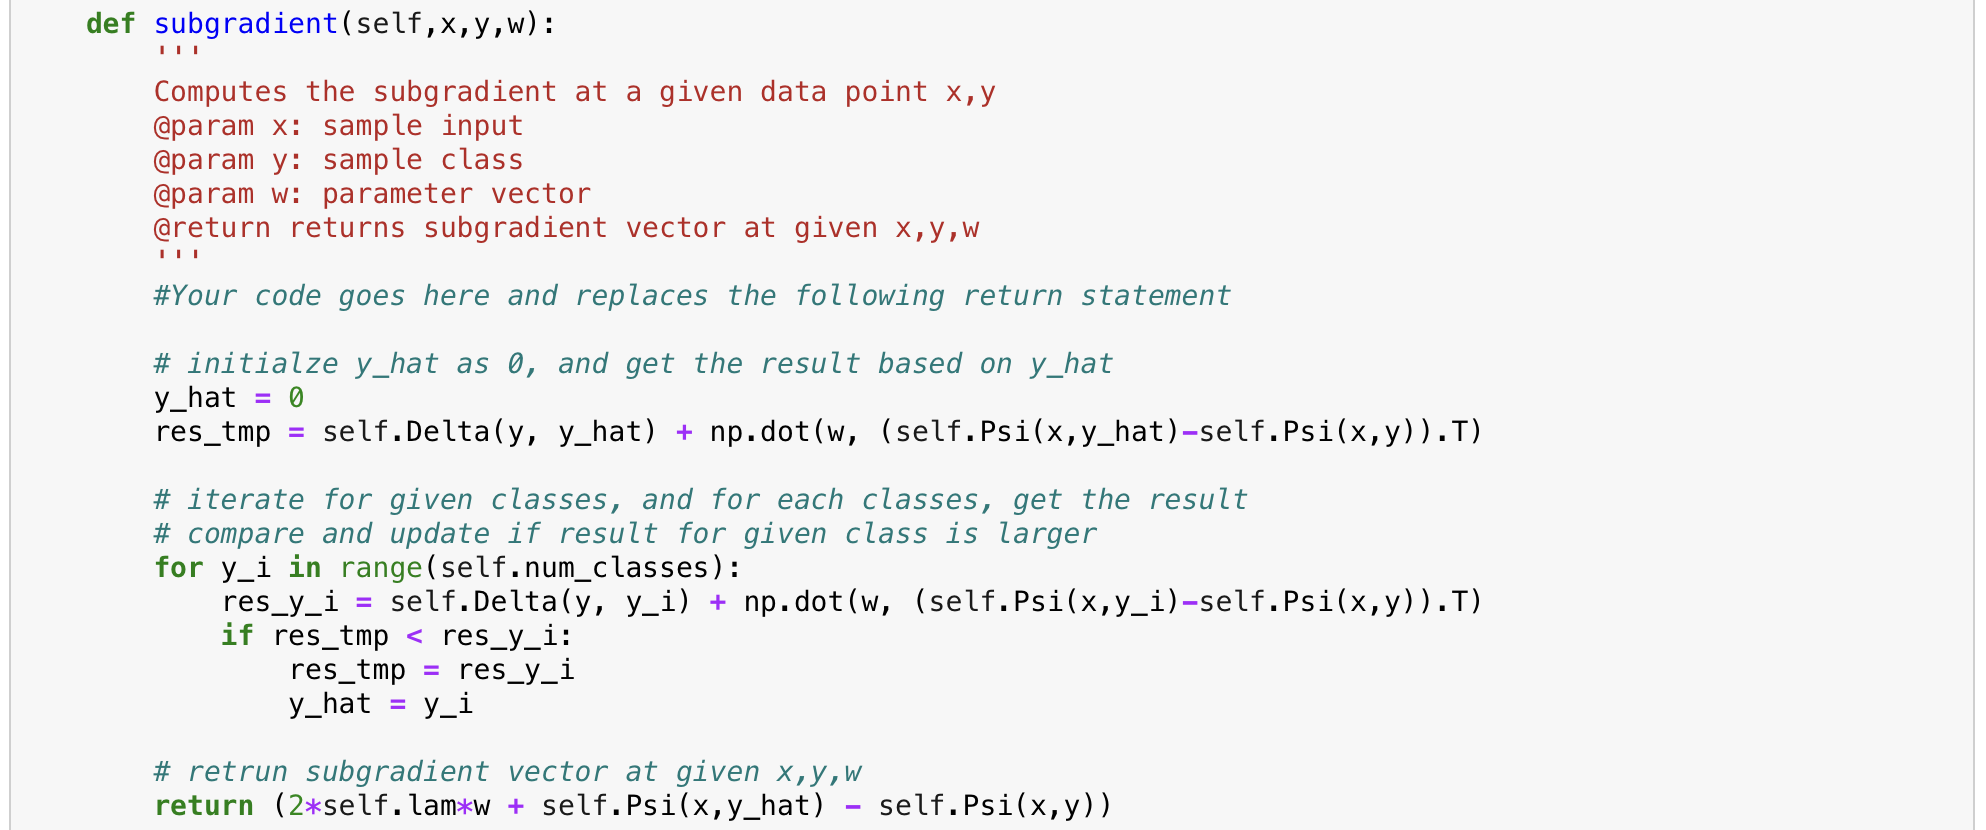 def subgradient(self,x,y,w):
'''
Computes the subgradient at a given data point x,y
@param x: sample input
@param y: sample class
@param w: parameter vector
@return returns subgradient vector at given x,y,w
'''
#Your code goes here and replaces the following return statement
# initialze y_hat as 0, and get the result based on y_hat
y_hat = 0
res_tmp = self.Delta(y, y_hat) + np.dot(w, (self.Psi(x,y_hat)-self.Psi(x,y)).T)
# iterate for given classes, and for each classes, get the result
# compare and update if result for given class is larger
for y_i in range(self.num_classes):
res_y_i = self.Delta(y, y_i) + np.dot(w, (self.Psi(x,y_i)-self.Psi(x,y)).T)
if res_tmp < res_y_i:
res_tmp = res_y_i
y_hat = y_i
# retrun subgradient vector at given x,y,w
return (2*self.lam*w + self.Psi(x,y_hat) - self.Psi(x,y))